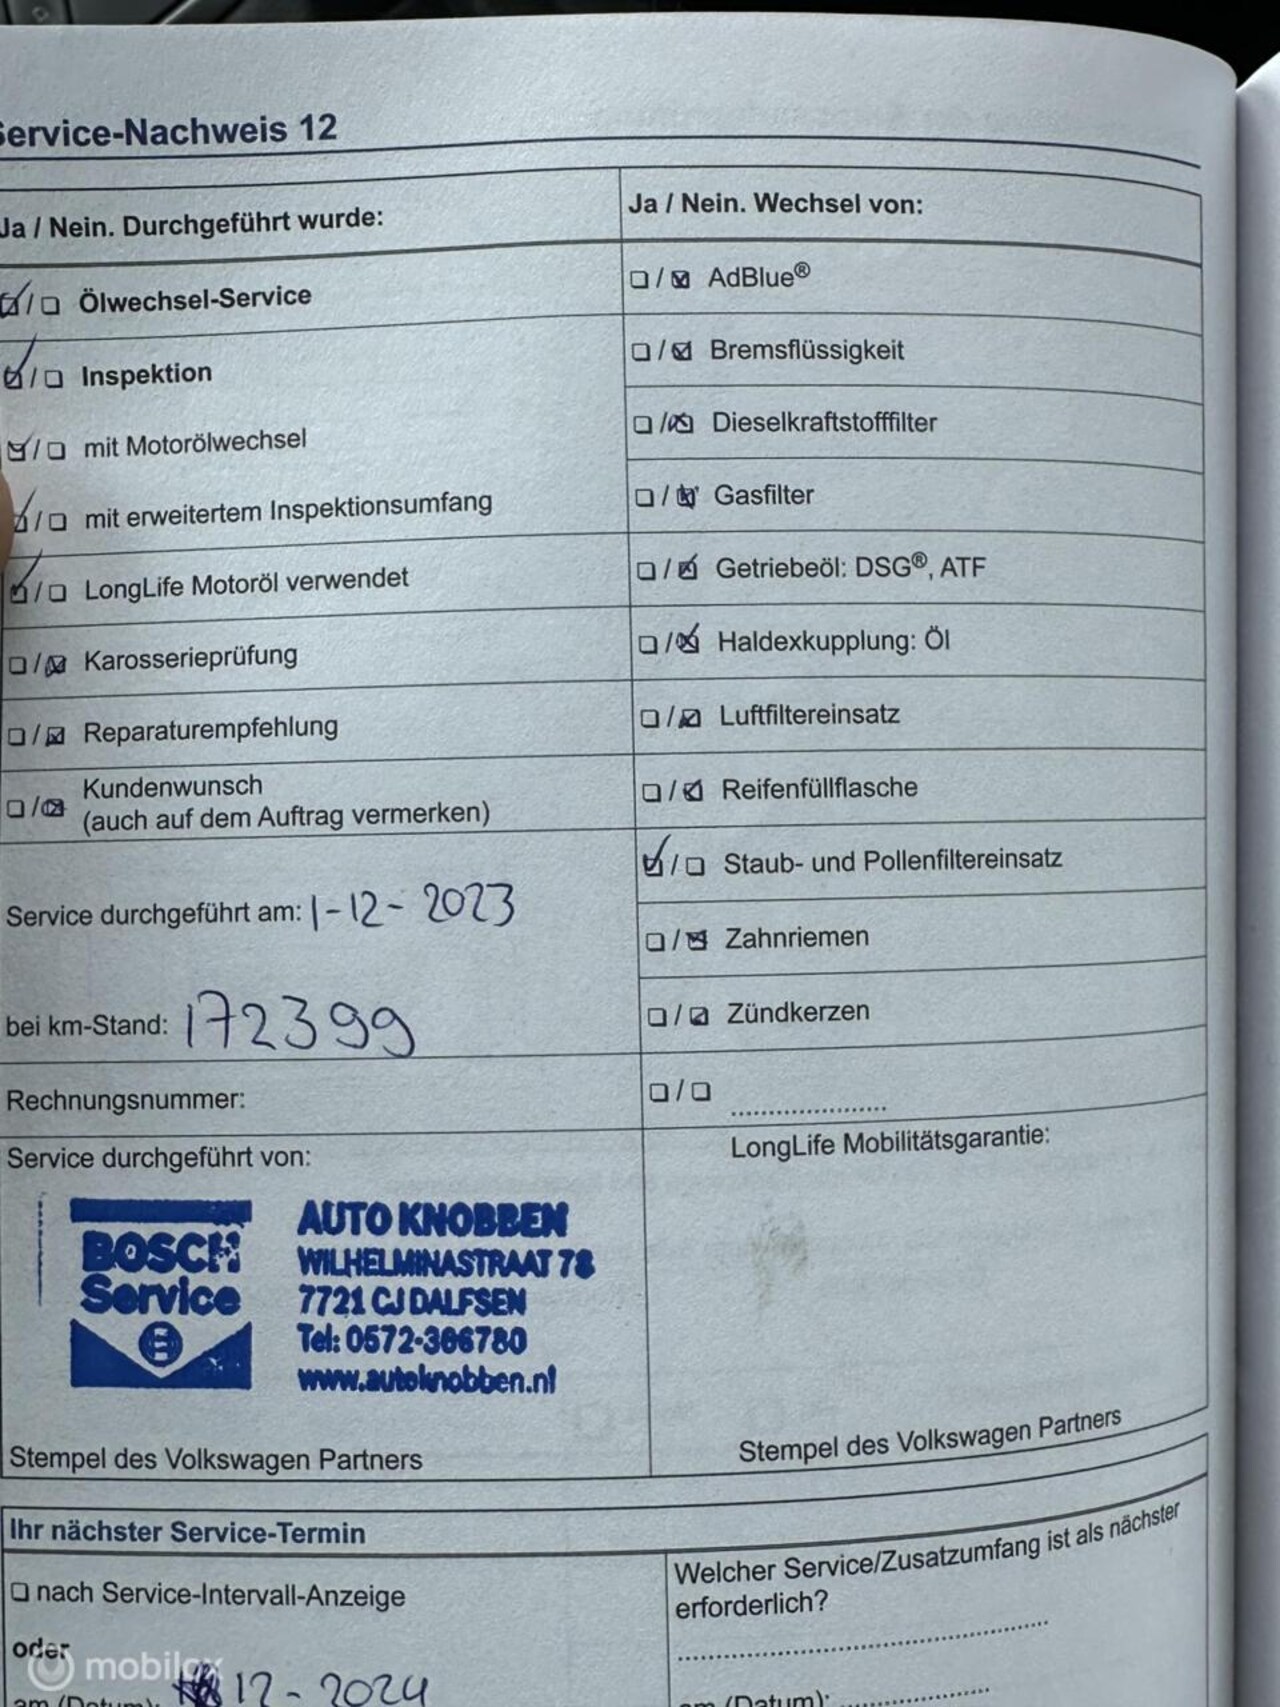 Service-Nachweis 12
Ja / Nein. Durchgeführt wurde:
Ölwechsel-Service
Inspektion
mit Motorölwechsel
mit erweitertem Inspektionsumfang
LongLife Motoröl verwendet
Karosserieprüfung
Reparaturempfehlung
Kundenwunsch
(auch auf dem Auftrag vermerken)
Service durchgeführt am: 1-12-2023
bei km-Stand: 172399
Rechnungsnummer:
Service durchgeführt von:
BOSCH
Service
AUTO KNOBBEN
WILHELMINASTRAAT 78
7721 CJ DALFSEN
Tel: 0572-366780
www.autoknobben.nl
Stempel des Volkswagen Partners
Ja / Nein. Wechsel von:
AdBlue®
Bremsflüssigkeit
Dieselkraftstofffilter
Gasfilter
Getriebeöl: DSG®, ATF
Haldexkupplung: Öl
Luftfiltereinsatz
Reifenfüllflasche
Staub- und Pollenfiltereinsatz
Zahnriemen
Zündkerzen
LongLife Mobilitätsgarantie:
Stempel des Volkswagen Partners
Ihr nächster Service-Termin
nach Service-Intervall-Anzeige
oder
am (Datum): 12-2024
Welcher Service/Zusatzumfang ist als nächster
erforderlich?
am (Datum):
mobilox